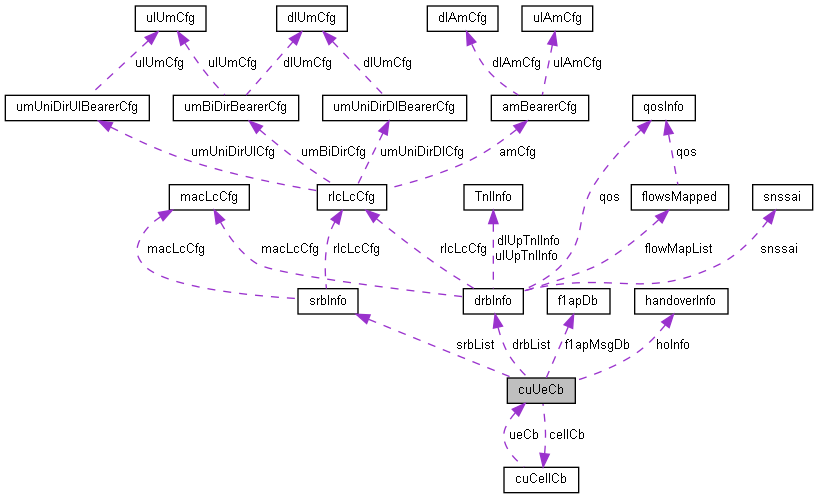 ulUmCfg
dlUmCfg
dlAmCfg
ulAmCfg
ulUmCfg
ulUmCfg
dlUmCfg
dlUmCfg
dlAmCfg
ulAmCfg
umUniDirUlBearerCfg
umBiDirBearerCfg
umUniDirDlBearerCfg
amBearerCfg
qosInfo
umUniDirUlCfg
umBiDirCfg
umUniDirDlCfg
amCfg
qos
macLcCfg
rlcLcCfg
TnlInfo
qos
flowsMapped
snssai
macLcCfg
macLcCfg
rlcLcCfg
rlcLcCfg
dlUpTnlInfo
ulUpTnlInfo
flowMapList
snssai
srbInfo
drbInfo
f1apDb
handoverInfo
srbList
drbList
f1apMsgDb
hoInfo
cuUeCb
ueCb
cellCb
cuCellCb